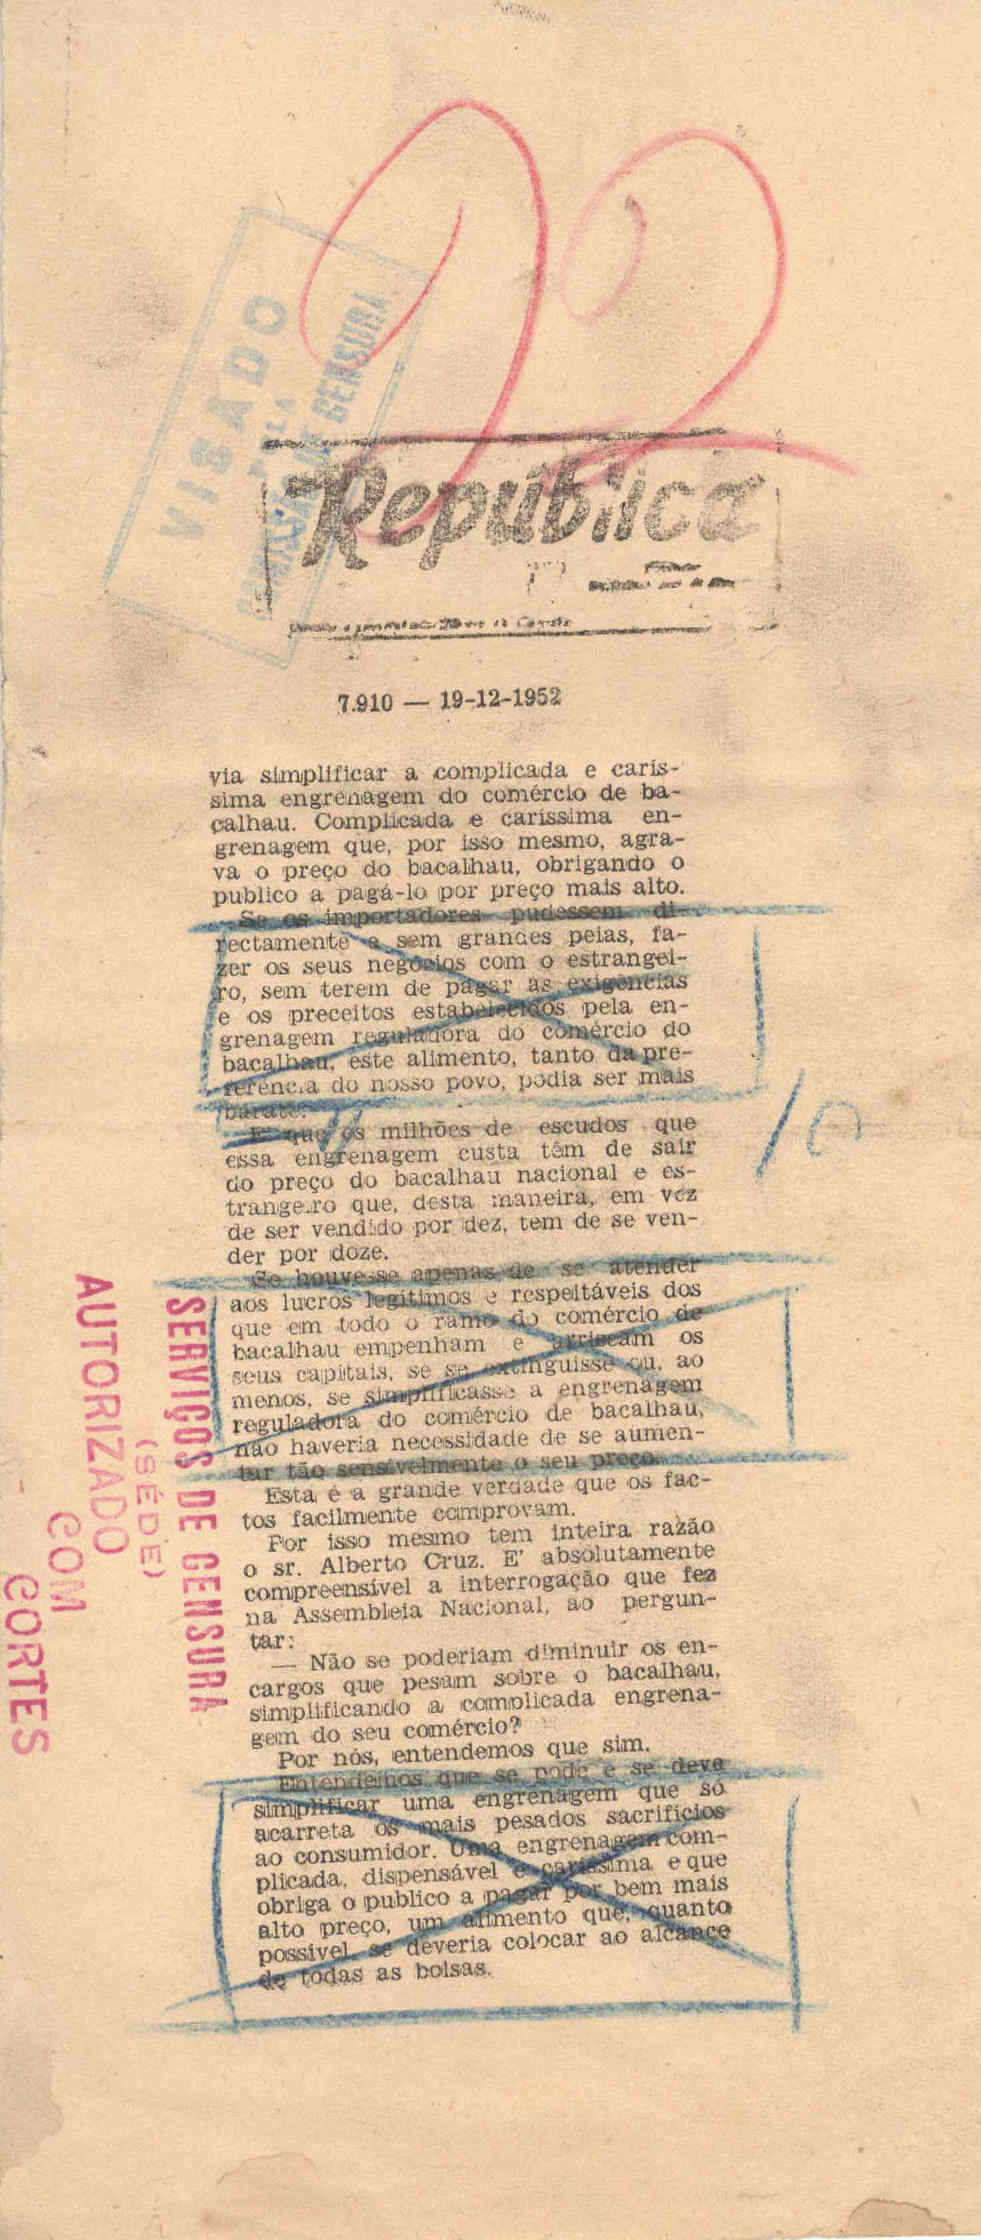 22
VISADO
PELA
COMISSÃO DE CENSURA
República
7.910 — 19-12-1952
via simplificar a complicada e carís-
sima engrenagem do comércio de ba-
calhau. Complicada e caríssima en-
grenagem que, por isso mesmo, agra-
va o preço do bacalhau, obrigando o
publico a pagá-lo por preço mais alto.
Se os importadores pudessem di-
rectamente e sem grandes peias, fa-
zer os seus negócios com o estrangei-
ro, sem terem de pagar as exigências
e os preceitos estabelecidos pela en-
grenagem reguladora do comércio do
bacalhau, este alimento, tanto da pre-
ferência do nosso povo, podia ser mais
barato.
E' que os milhões de escudos que
essa engrenagem custa têm de sair
do preço do bacalhau nacional e es-
trangeiro que, desta maneira, em vez
de ser vendido por dez, tem de se ven-
der por doze.
Se houvesse apenas de se atender
aos lucros legítimos e respeitáveis dos
que em todo o ramo do comércio de
bacalhau empenham e arriscam os
seus capitais, se se extinguisse ou, ao
menos, se simplificasse a engrenagem
reguladora do comércio de bacalhau,
não haveria necessidade de se aumen-
tar tão sensivelmente o seu preço.
Esta é a grande verdade que os fac-
tos facilmente comprovam.
Por isso mesmo tem inteira razão
o sr. Alberto Cruz. E' absolutamente
compreensível a interrogação que fez
na Assembleia Nacional, ao pergun-
tar:
— Não se poderiam diminuir os en-
cargos que pesam sobre o bacalhau,
simplificando a complicada engrena-
gem do seu comércio?
Por nós, entendemos que sim.
Entendemos que se pode e se deve
simplificar uma engrenagem que só
acarreta os mais pesados sacrifícios
ao consumidor. Uma engrenagem com-
plicada, dispensável e caríssima e que
obriga o publico a pagar por bem mais
alto preço, um alimento que, quanto
possível se deveria colocar ao alcance
de todas as bolsas.
10
SERVIÇOS DE CENSURA
(SÉDE)
AUTORIZADO
COM
CORTES